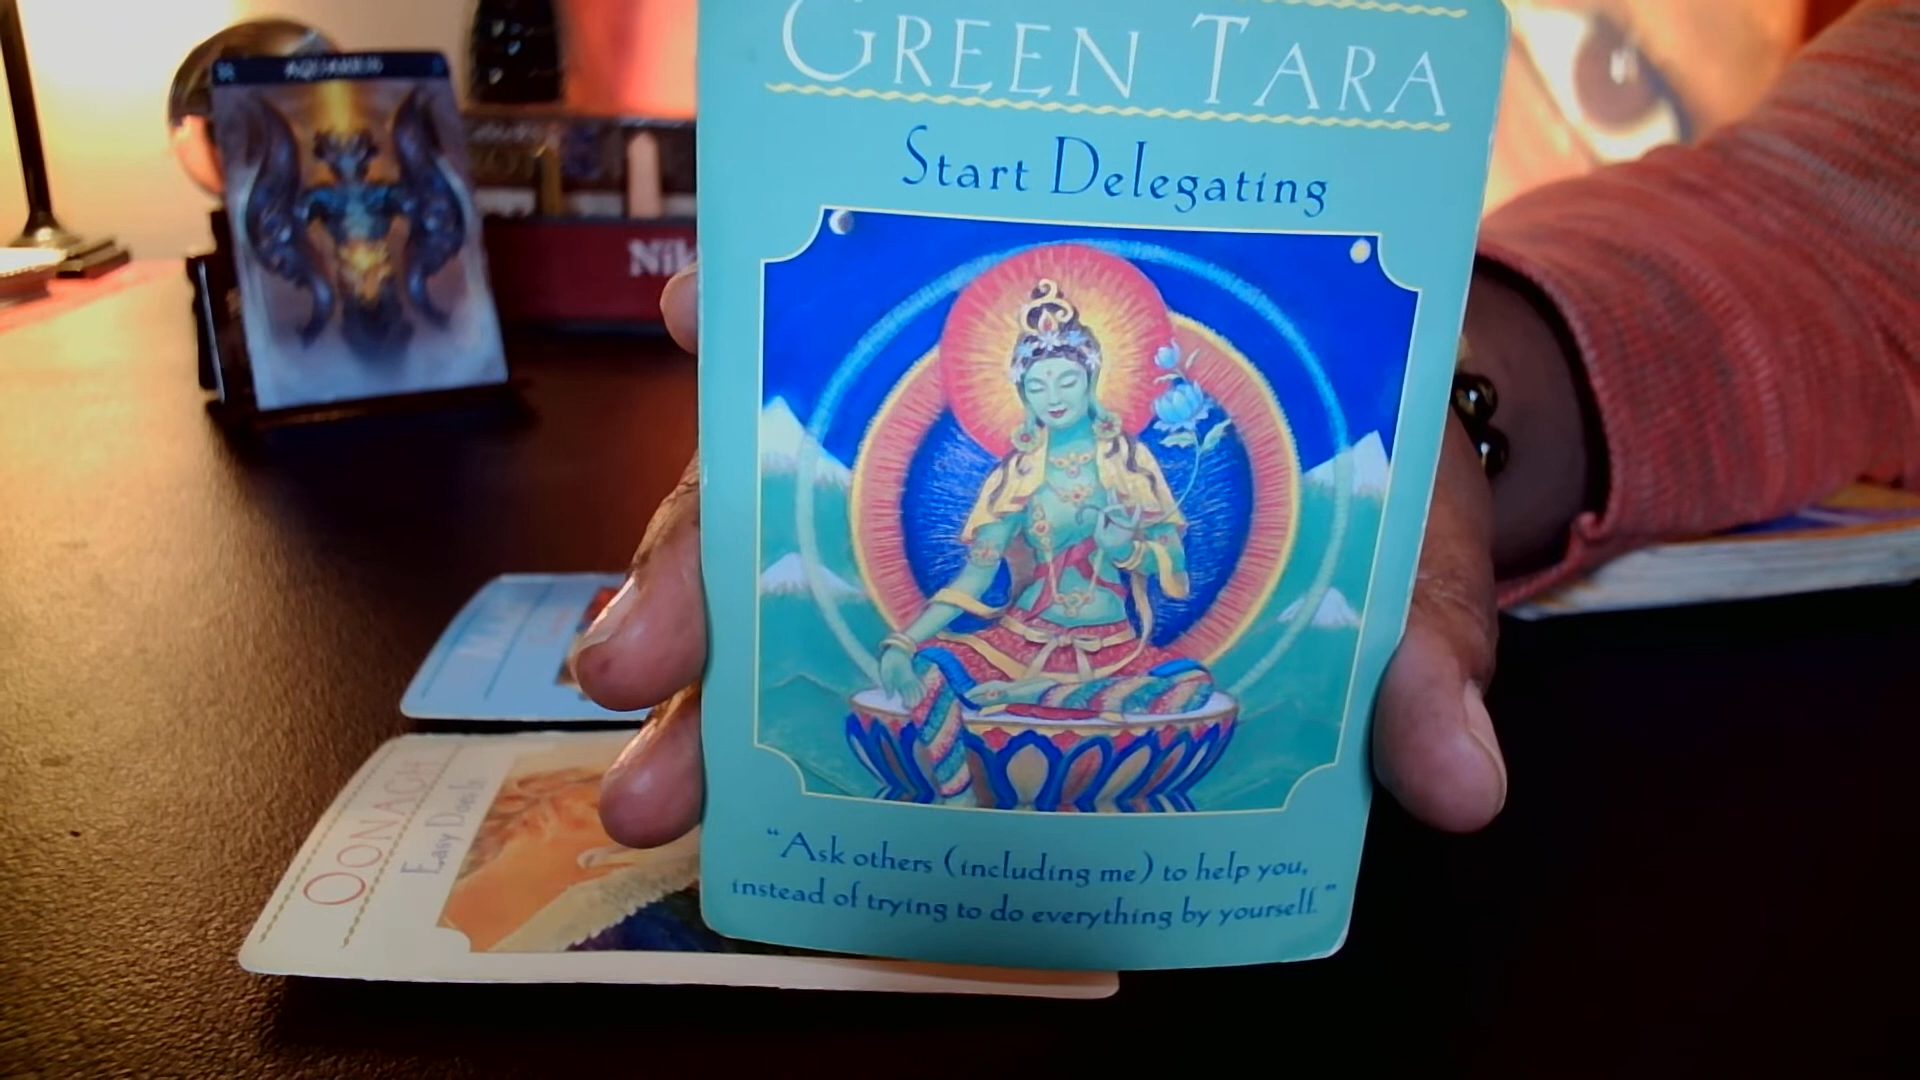 AQUARIUS
Nik
GREEN TARA
Start Delegating
"Ask others (including me) to help you,
instead of trying to do everything by yourself."
OONAGH
Easy Does It